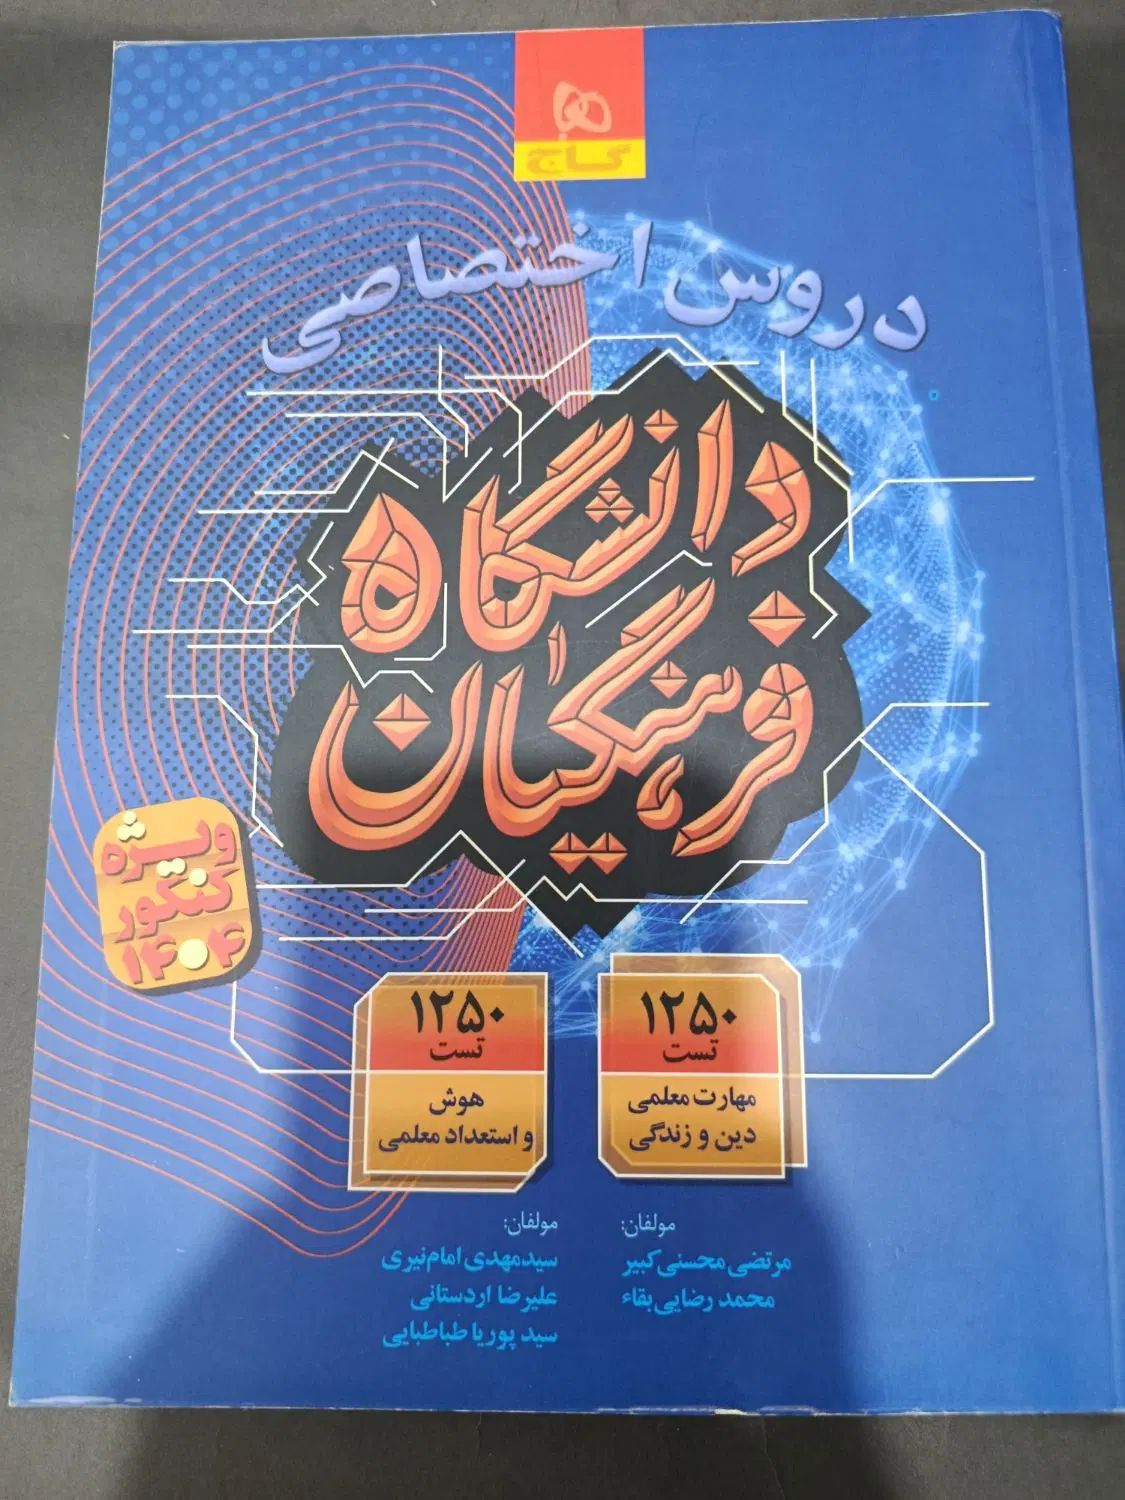 گاج
دروس اختصاصی
دانشگاه
فرهنگیان
ویژه
کنکور
۱۴۰۴
۱۲۵۰
تست
مهارت معلمی
دین و زندگی
مولفان:
مرتضی محسنی کبیر
محمد رضایی بقاء
۱۲۵۰
تست
هوش
و استعداد معلمی
مولفان:
سید مهدی امام نیری
علیرضا اردستانی
سید پوریا طباطبایی